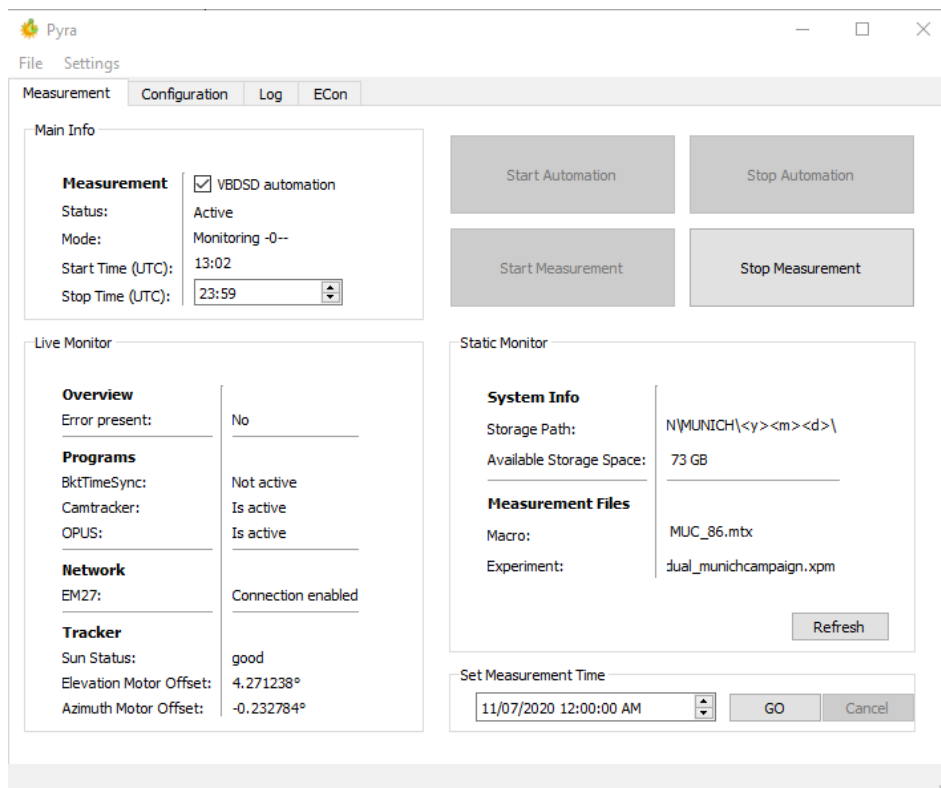 Pyra
File Settings
Measurement Configuration Log ECon
Main Info
Measurement VBDSD automation
Status: Active
Mode: Monitoring -0--
Start Time (UTC): 13:02
Stop Time (UTC): 23:59
Start Automation Stop Automation
Start Measurement Stop Measurement
Live Monitor
Overview
Error present: No
Programs
BktTimeSync: Not active
Camtracker: Is active
OPUS: Is active
Network
EM27: Connection enabled
Tracker
Sun Status: good
Elevation Motor Offset: 4.271238°
Azimuth Motor Offset: -0.232784°
Static Monitor
System Info
Storage Path: N\MUNICH\<y><m><d>\
Available Storage Space: 73 GB
Measurement Files
Macro: MUC_86.mtx
Experiment: dual_munichcampaign.xpm
Refresh
Set Measurement Time
11/07/2020 12:00:00 AM GO Cancel